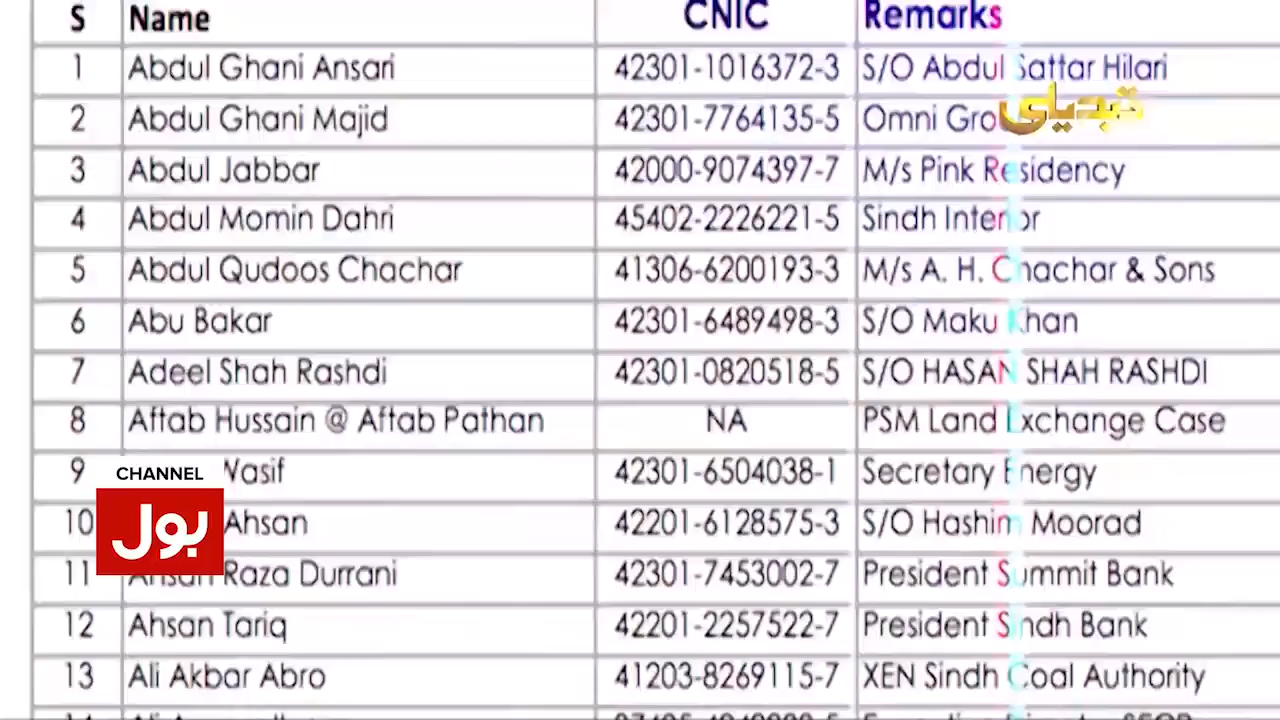 S Name CNIC Remarks
1 Abdul Ghani Ansari 42301-1016372-3 S/O Abdul Sattar Hilari
تبدیلی
2 Abdul Ghani Majid 42301-7764135-5 Omni
3 Abdul Jabbar 42000-9074397-7 M/s Pink Residency
4 Abdul Momin Dahri 45402-2226221-5 Sindh Interior
5 Abdul Qudoos Chachar 41306-6200193-3 M/s A. H. Chachar & Sons
6 Abu Bakar 42301-6489498-3 S/O Maku Khan
7 Adeel Shah Rashdi 42301-0820518-5 S/O HASAN SHAH RASHDI
8 Aftab Hussain @ Aftab Pathan NA PSM Land Exchange Case
9 Wasif 42301-6504038-1 Secretary Energy
CHANNEL
بول
10 Ahsan 42201-6128575-3 S/O Hashim Moorad
11 Ahsan Raza Durrani 42301-7453002-7 President Summit Bank
12 Ahsan Tariq 42201-2257522-7 President Sindh Bank
13 Ali Akbar Abro 41203-8269115-7 XEN Sindh Coal Authority